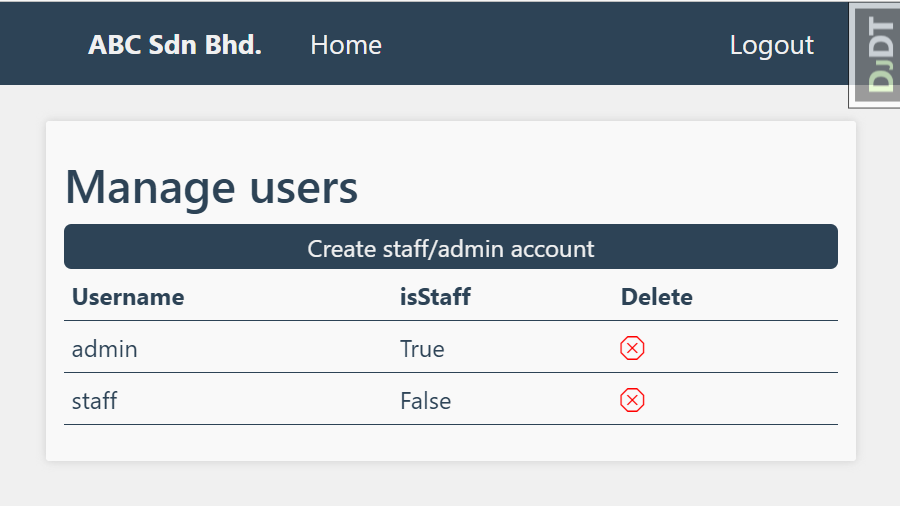 ABC Sdn Bhd. Home Logout
DJDT
Manage users
Create staff/admin account
Username isStaff Delete
admin True
staff False